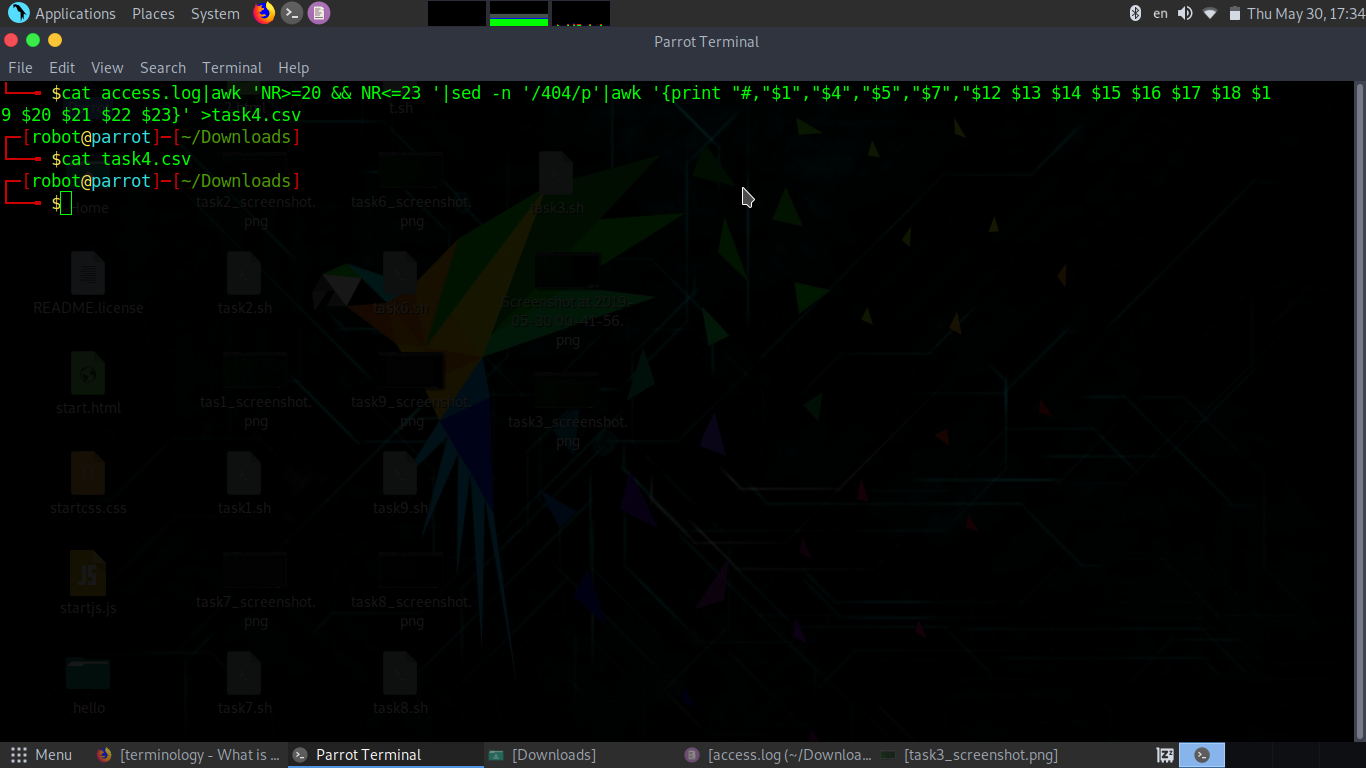 Applications Places System en Thu May 30, 17:34
Parrot Terminal
File Edit View Search Terminal Help
└──╼ $cat access.log|awk 'NR>=20 && NR<=23 '|sed -n '/404/p'|awk '{print "#,"$1","$4","$5","$7","$12 $13 $14 $15 $16 $17 $18 $1
9 $20 $21 $22 $23}' >task4.csv
┌─[robot@parrot]─[~/Downloads]
└──╼ $cat task4.csv
┌─[robot@parrot]─[~/Downloads]
└──╼ $
Home
task2_screenshot.
png
task6_screenshot.
png
task3.sh
README.license
task2.sh
task6.sh
Screenshot at 2019-
05-30 00-41-56.
png
start.html
tas1_screenshot.
png
task9_screenshot.
png
task3_screenshot.
png
startcss.css
task1.sh
task9.sh
startjs.js
task7_screenshot.
png
task8_screenshot.
png
hello
task7.sh
task8.sh
Menu [terminology - What is ... Parrot Terminal [Downloads] [access.log (~/Downloa... [task3_screenshot.png]